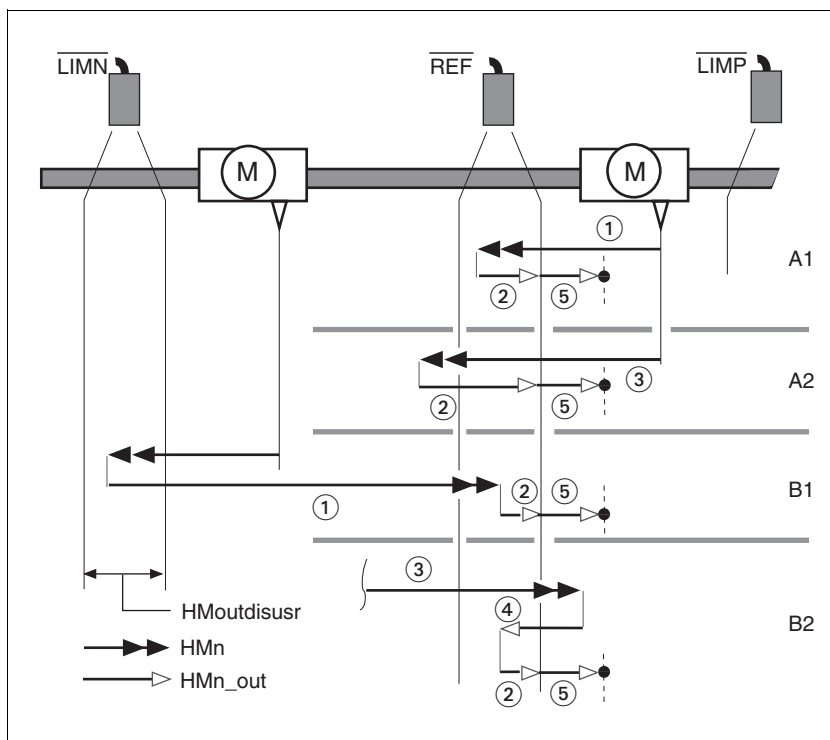 LIMN REF LIMP
M M
1
A1
2 5
3
A2
2 5
2 5
B1
1
3
HMoutdisusr
4
B2
HMn
HMn_out
2 5